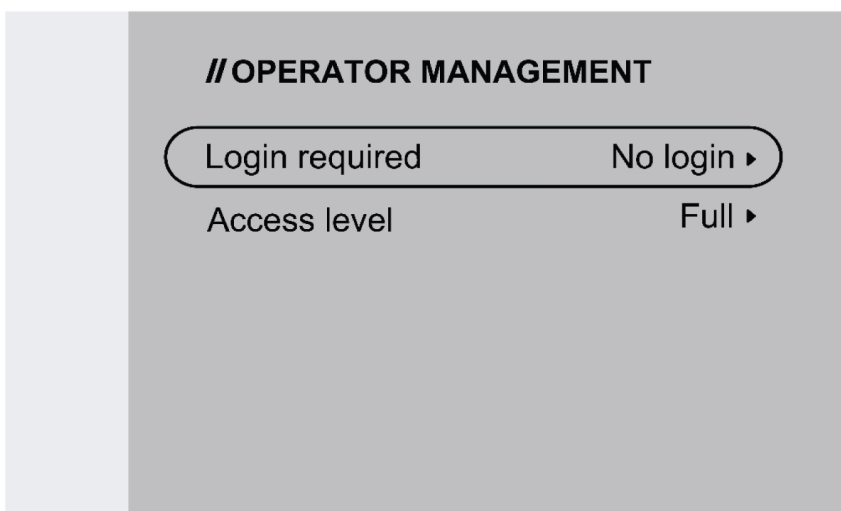 // OPERATOR MANAGEMENT
Login required No login ▸
Access level Full ▸